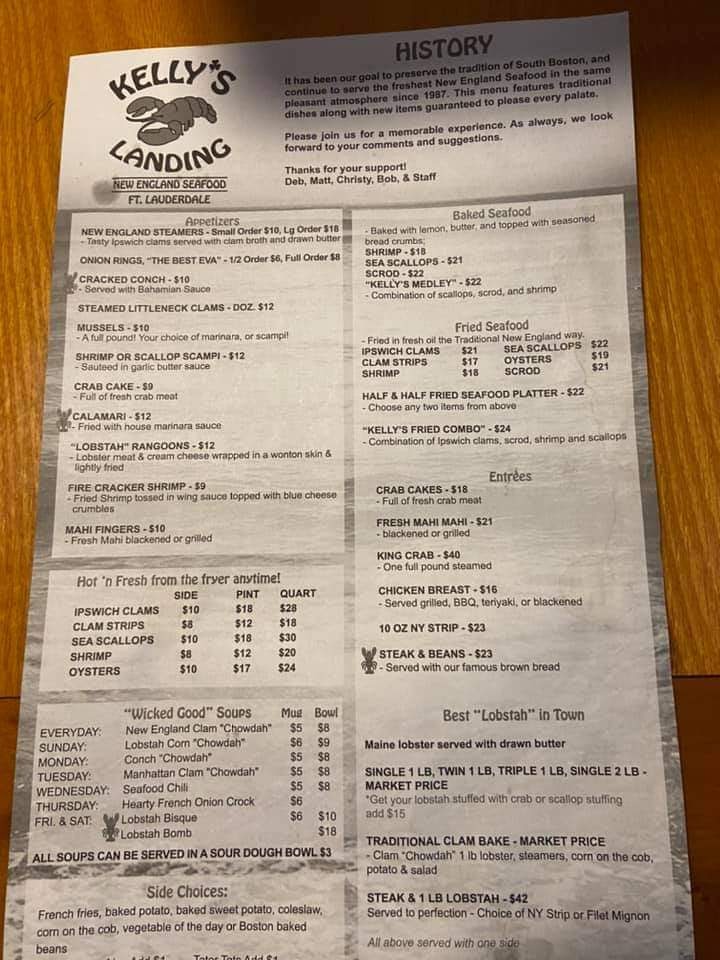 KELLY'S
LANDING
NEW ENGLAND SEAFOOD
FT. LAUDERDALE
HISTORY
It has been our goal to preserve the tradition of South Boston, and
continue to serve the freshest New England Seafood in the same
pleasant atmosphere since 1987. This menu features traditional
dishes along with new items guaranteed to please every palate.
Please join us for a memorable experience. As always, we look
forward to your comments and suggestions.
Thanks for your support!
Deb, Matt, Christy, Bob, & Staff
Appetizers
NEW ENGLAND STEAMERS - Small Order $10, Lg Order $18
- Tasty Ipswich clams served with clam broth and drawn butter
ONION RINGS, "THE BEST EVA" - 1/2 Order $6, Full Order $8
CRACKED CONCH - $10
- Served with Bahamian Sauce
STEAMED LITTLENECK CLAMS - DOZ. $12
MUSSELS - $10
- A full pound! Your choice of marinara, or scampi!
SHRIMP OR SCALLOP SCAMPI - $12
- Sauteed in garlic butter sauce
CRAB CAKE - $9
- Full of fresh crab meat
CALAMARI - $12
- Fried with house marinara sauce
"LOBSTAH" RANGOONS - $12
- Lobster meat & cream cheese wrapped in a wonton skin &
lightly fried
FIRE CRACKER SHRIMP - $9
- Fried Shrimp tossed in wing sauce topped with blue cheese
crumbles
MAHI FINGERS - $10
- Fresh Mahi blackened or grilled
Hot 'n Fresh from the fryer anytime!
SIDE PINT QUART
IPSWICH CLAMS $10 $18 $28
CLAM STRIPS $8 $12 $18
SEA SCALLOPS $10 $18 $30
SHRIMP $8 $12 $20
OYSTERS $10 $17 $24
"Wicked Good" Soups Mug Bowl
EVERYDAY: New England Clam "Chowdah" $5 $8
SUNDAY: Lobstah Corn "Chowdah" $6 $9
MONDAY: Conch "Chowdah" $5 $8
TUESDAY: Manhattan Clam "Chowdah" $5 $8
WEDNESDAY: Seafood Chili $5 $8
THURSDAY: Hearty French Onion Crock $6
FRI. & SAT: Lobstah Bisque $6 $10
Lobstah Bomb $18
ALL SOUPS CAN BE SERVED IN A SOUR DOUGH BOWL $3
Side Choices:
French fries, baked potato, baked sweet potato, coleslaw,
corn on the cob, vegetable of the day or Boston baked
beans
Add $1 Tater Tots Add $1
Baked Seafood
- Baked with lemon, butter, and topped with seasoned
bread crumbs;
SHRIMP - $18
SEA SCALLOPS - $21
SCROD - $22
"KELLY'S MEDLEY" - $22
- Combination of scallops, scrod, and shrimp
Fried Seafood
- Fried in fresh oil the Traditional New England way.
IPSWICH CLAMS $21 SEA SCALLOPS $22
CLAM STRIPS $17 OYSTERS $19
SHRIMP $18 SCROD $21
HALF & HALF FRIED SEAFOOD PLATTER - $22
- Choose any two items from above
"KELLY'S FRIED COMBO" - $24
- Combination of Ipswich clams, scrod, shrimp and scallops
Entrées
CRAB CAKES - $18
- Full of fresh crab meat
FRESH MAHI MAHI - $21
- blackened or grilled
KING CRAB - $40
- One full pound steamed
CHICKEN BREAST - $16
- Served grilled, BBQ, teriyaki, or blackened
10 OZ NY STRIP - $23
STEAK & BEANS - $23
- Served with our famous brown bread
Best "Lobstah" in Town
Maine lobster served with drawn butter
SINGLE 1 LB, TWIN 1 LB, TRIPLE 1 LB, SINGLE 2 LB -
MARKET PRICE
*Get your lobstah stuffed with crab or scallop stuffing
add $15
TRADITIONAL CLAM BAKE - MARKET PRICE
- Clam "Chowdah" 1 lb lobster, steamers, corn on the cob,
potato & salad
STEAK & 1 LB LOBSTAH - $42
Served to perfection - Choice of NY Strip or Filet Mignon
All above served with one side